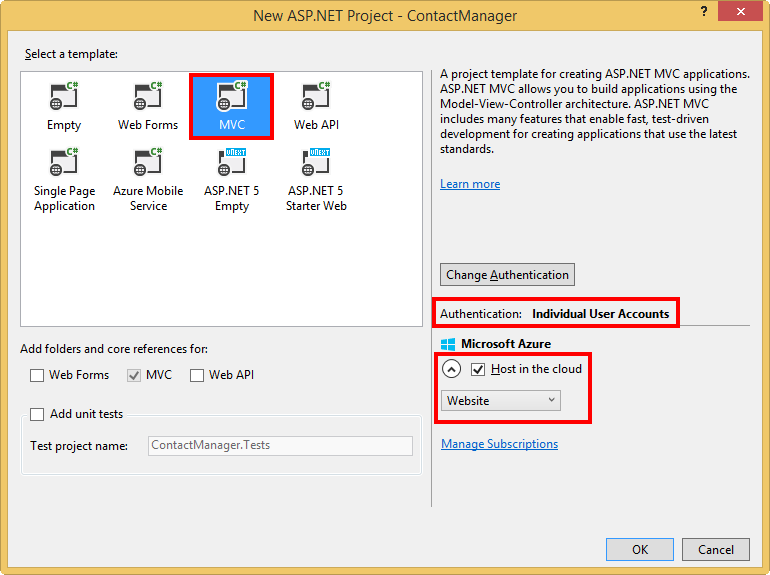 New ASP.NET Project - ContactManager
?
Select a template:
C#
C#
C#
C#
Empty
Web Forms
MVC
Web API
C#
C#
VNEXT
VNEXT
Single Page
Application
Azure Mobile
Service
ASP.NET 5
Empty
ASP.NET 5
Starter Web
Add folders and core references for:
Web Forms
MVC
Web API
Add unit tests
Test project name:
ContactManager.Tests
A project template for creating ASP.NET MVC applications.
ASP.NET MVC allows you to build applications using the
Model-View-Controller architecture. ASP.NET MVC
includes many features that enable fast, test-driven
development for creating applications that use the latest
standards.
Learn more
Change Authentication
Authentication: Individual User Accounts
Microsoft Azure
Host in the cloud
Website
Manage Subscriptions
OK
Cancel